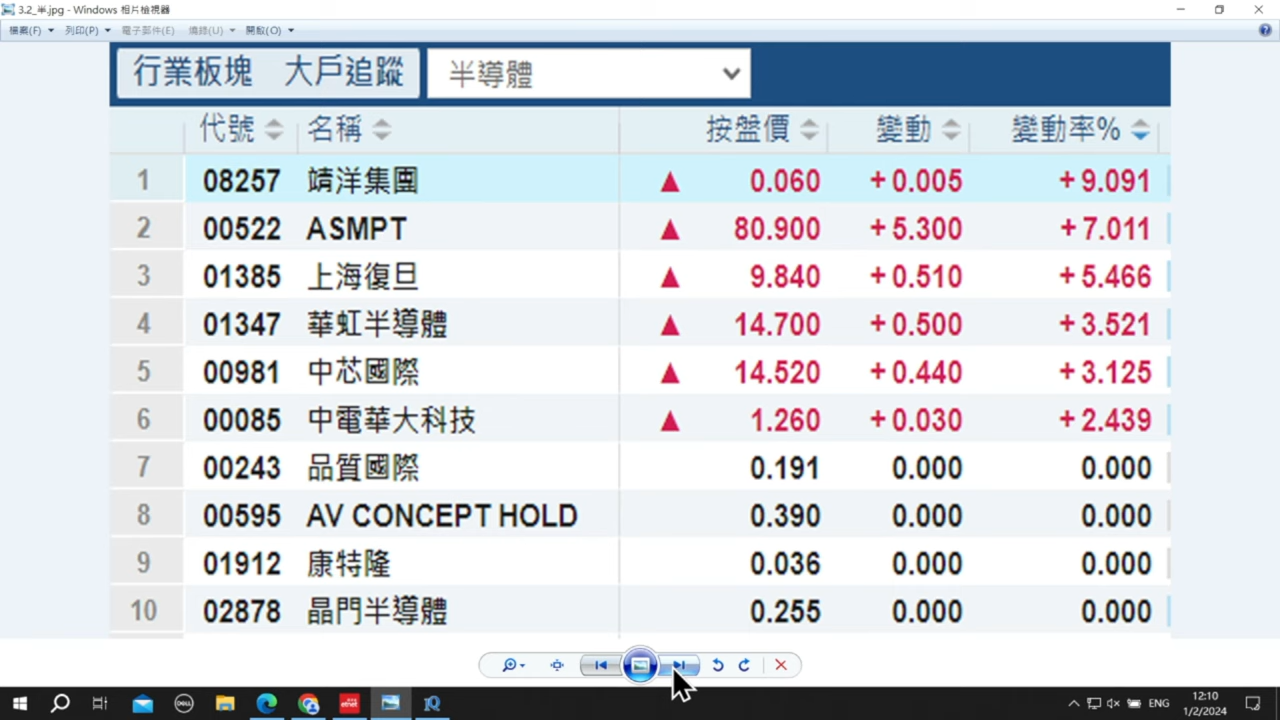 3.2_半.jpg - Windows 相片檢視器
檔案(F) 列印(P) 電子郵件(E) 燒錄(U) 開啟(O)
行業板塊 大戶追蹤 半導體
代號 名稱 按盤價 變動 變動率%
1 08257 靖洋集團 ▲ 0.060 +0.005 +9.091
2 00522 ASMPT ▲ 80.900 +5.300 +7.011
3 01385 上海復旦 ▲ 9.840 +0.510 +5.466
4 01347 華虹半導體 ▲ 14.700 +0.500 +3.521
5 00981 中芯國際 ▲ 14.520 +0.440 +3.125
6 00085 中電華大科技 ▲ 1.260 +0.030 +2.439
7 00243 品質國際 0.191 0.000 0.000
8 00595 AV CONCEPT HOLD 0.390 0.000 0.000
9 01912 康特隆 0.036 0.000 0.000
10 02878 晶門半導體 0.255 0.000 0.000
DELL etnet IQ ENG 12:10
1/2/2024